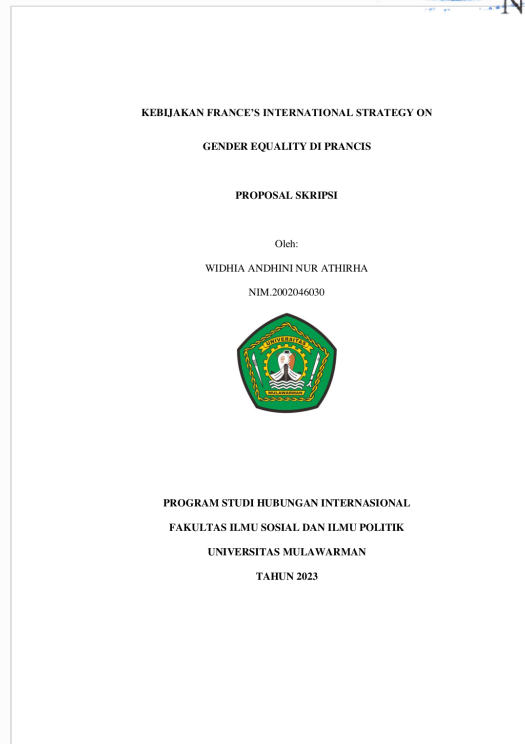 N
KEBIJAKAN FRANCE'S INTERNATIONAL STRATEGY ON
GENDER EQUALITY DI PRANCIS
PROPOSAL SKRIPSI
Oleh:
WIDHIA ANDHINI NUR ATHIRHA
NIM.2002046030
UNIVERSITAS
MULAWARMAN
PROGRAM STUDI HUBUNGAN INTERNASIONAL
FAKULTAS ILMU SOSIAL DAN ILMU POLITIK
UNIVERSITAS MULAWARMAN
TAHUN 2023